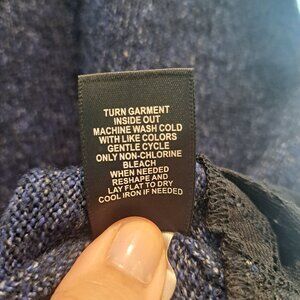 TURN GARMENT
INSIDE OUT
MACHINE WASH COLD
WITH LIKE COLORS
GENTLE CYCLE
ONLY NON-CHLORINE
BLEACH
WHEN NEEDED
RESHAPE AND
LAY FLAT TO DRY
COOL IRON IF NEEDED